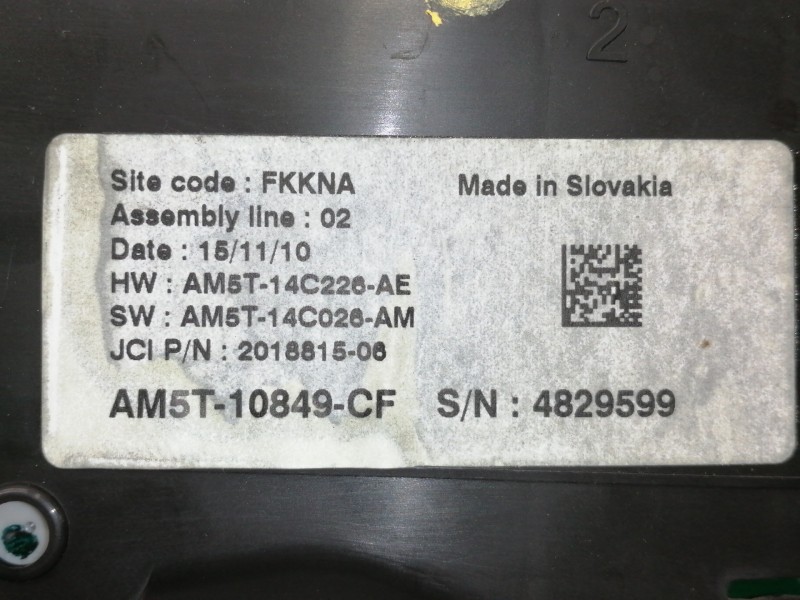 2
Site code : FKKNA
Made in Slovakia
Assembly line : 02
Date : 15/11/10
HW : AM5T-14C226-AE
SW : AM5T-14C026-AM
JCI P/N : 2018815-06
AM5T-10849-CF S/N : 4829599